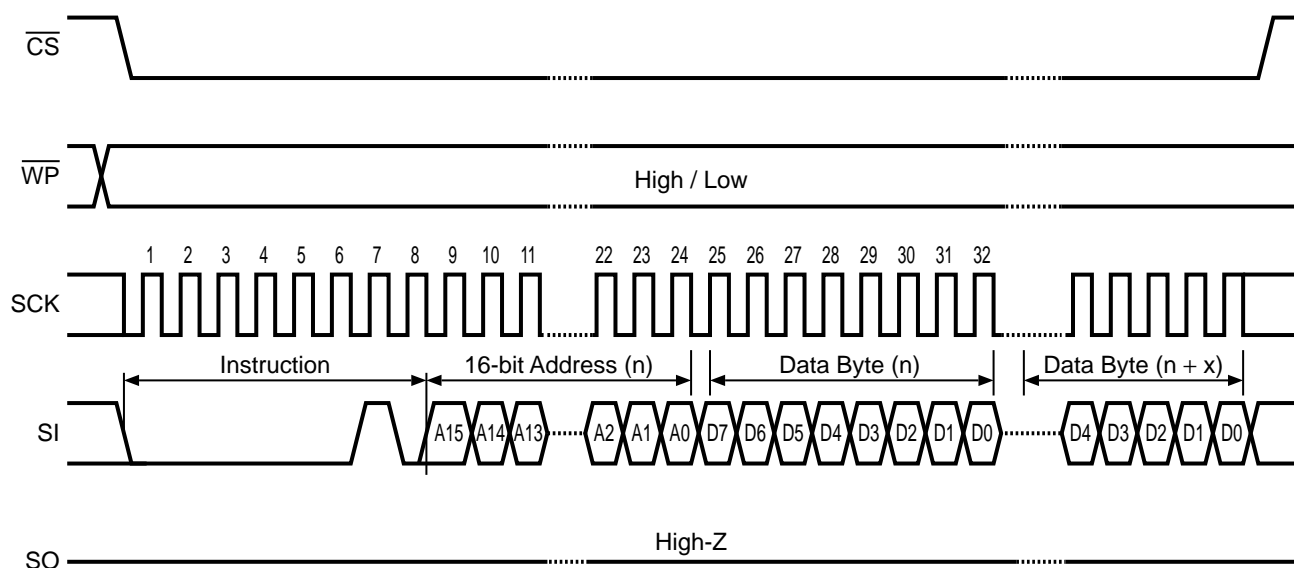 CS
WP
High / Low
1 2 3 4 5 6 7 8 9 10 11 22 23 24 25 26 27 28 29 30 31 32
SCK
Instruction 16-bit Address (n) Data Byte (n) Data Byte (n + x)
SI A15 A14 A13 A2 A1 A0 D7 D6 D5 D4 D3 D2 D1 D0 D4 D3 D2 D1 D0
High-Z
SO